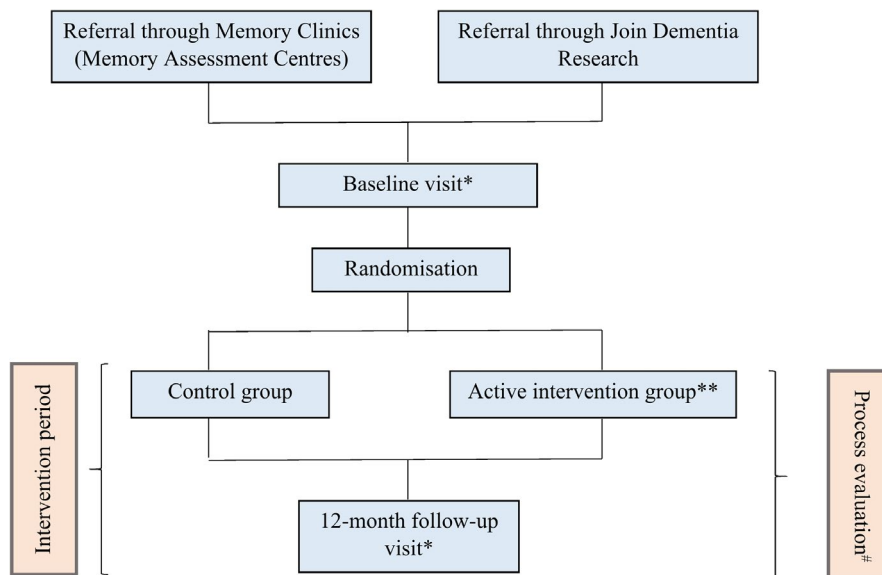 Referral through Memory Clinics
(Memory Assessment Centres)
Referral through Join Dementia
Research
Baseline visit*
Randomisation
Control group
Active intervention group**
Intervention period
Process evaluation#
12-month follow-up
visit*